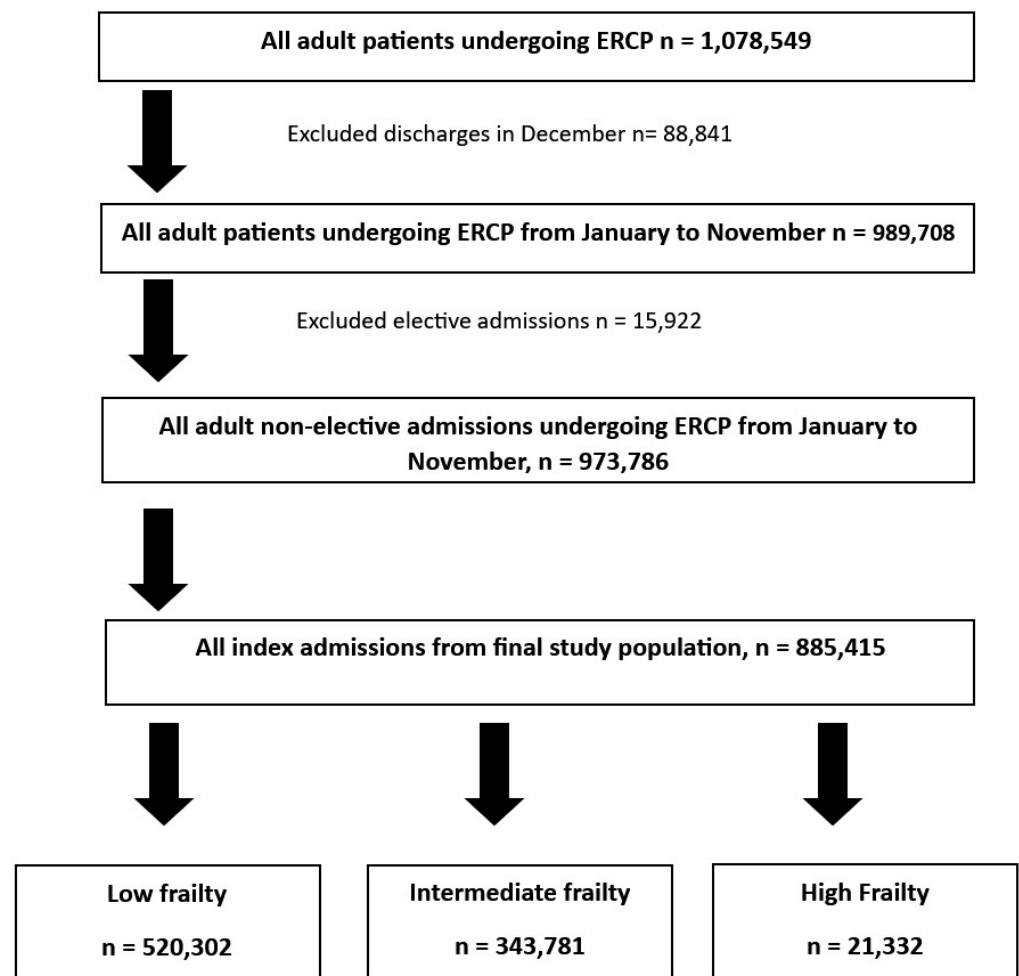 All adult patients undergoing ERCP n = 1,078,549
Excluded discharges in December n= 88,841
All adult patients undergoing ERCP from January to November n = 989,708
Excluded elective admissions n = 15,922
All adult non-elective admissions undergoing ERCP from January to
November, n = 973,786
All index admissions from final study population, n = 885,415
Low frailty
n = 520,302
Intermediate frailty
n = 343,781
High Frailty
n = 21,332